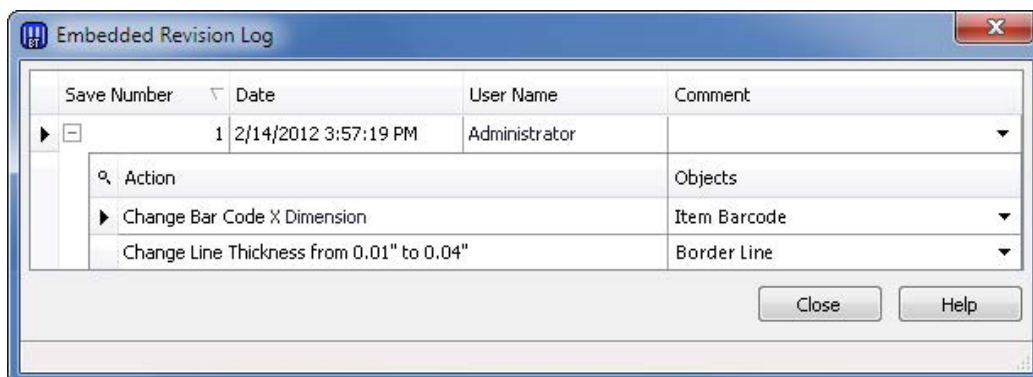 BT Embedded Revision Log
Save Number Date User Name Comment
1 2/14/2012 3:57:19 PM Administrator
Action Objects
Change Bar Code X Dimension Item Barcode
Change Line Thickness from 0.01" to 0.04" Border Line
Close Help